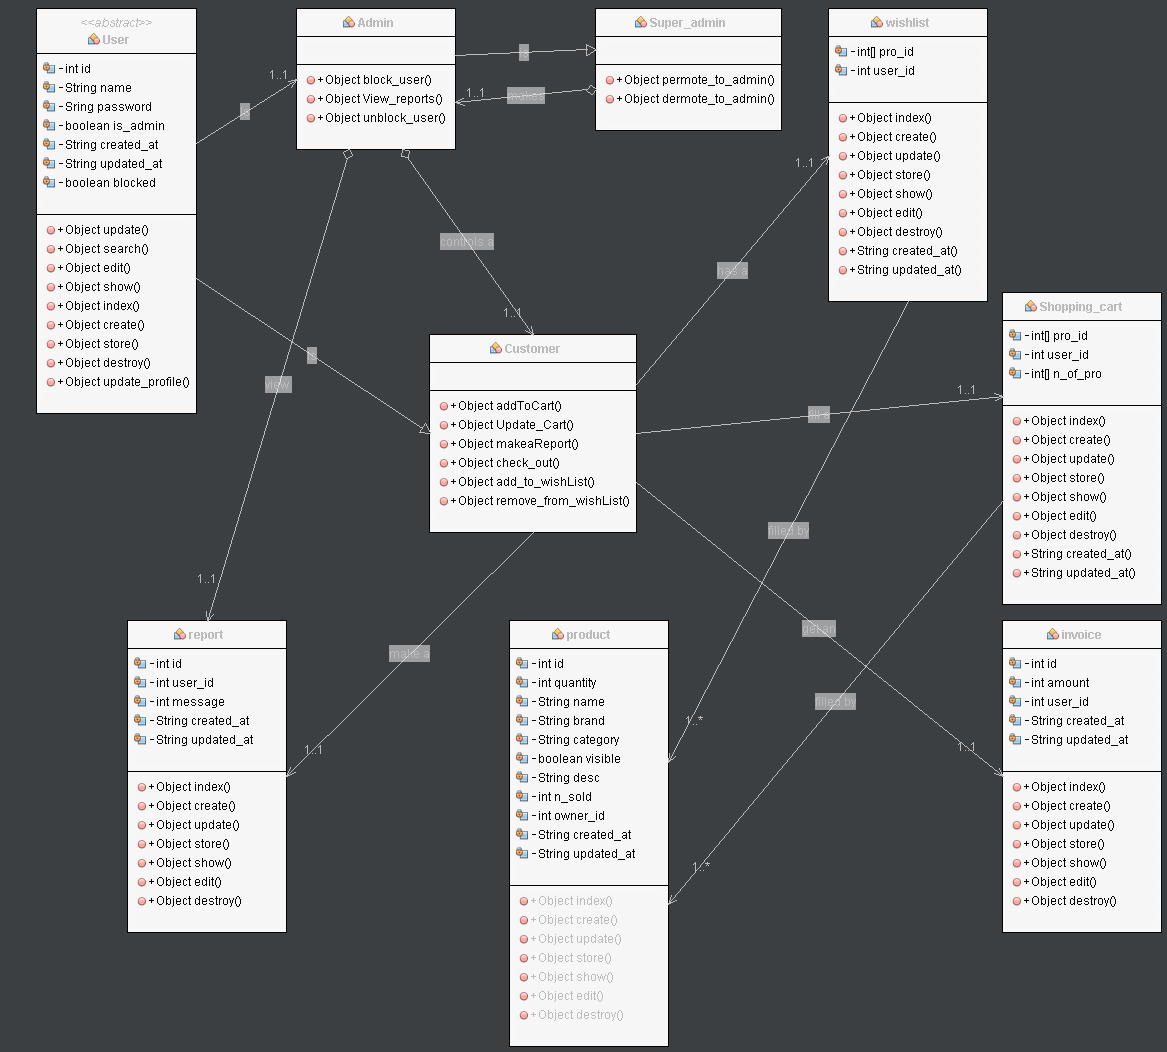 <<abstract>>
User
-int id
-String name
-Sring password
-boolean is_admin
-String created_at
-String updated_at
-boolean blocked
+Object update()
+Object search()
+Object edit()
+Object show()
+Object index()
+Object create()
+Object store()
+Object destroy()
+Object update_profile()
Admin
+Object block_user()
+Object View_reports()
+Object unblock_user()
Super_admin
+Object permote_to_admin()
+Object dermote_to_admin()
wishlist
-int[] pro_id
-int user_id
+Object index()
+Object create()
+Object update()
+Object store()
+Object show()
+Object edit()
+Object destroy()
+String created_at()
+String updated_at()
is
1..1
is
makes
1..1
controls a
1..1
has a
1..1
is
view
1..1
Customer
+Object addToCart()
+Object Update_Cart()
+Object makeaReport()
+Object check_out()
+Object add_to_wishList()
+Object remove_from_wishList()
Shopping_cart
-int[] pro_id
-int user_id
-int[] n_of_pro
+Object index()
+Object create()
+Object update()
+Object store()
+Object show()
+Object edit()
+Object destroy()
+String created_at()
+String updated_at()
fill a
1..1
filled by
1..*
get an
1..1
filled by
1..*
make a
1..1
report
-int id
-int user_id
-int message
-String created_at
-String updated_at
+Object index()
+Object create()
+Object update()
+Object store()
+Object show()
+Object edit()
+Object destroy()
product
-int id
-int quantity
-String name
-String brand
-String category
-boolean visible
-String desc
-int n_sold
-int owner_id
-String created_at
-String updated_at
+Object index()
+Object create()
+Object update()
+Object store()
+Object show()
+Object edit()
+Object destroy()
invoice
-int id
-int amount
-int user_id
-String created_at
-String updated_at
+Object index()
+Object create()
+Object update()
+Object store()
+Object show()
+Object edit()
+Object destroy()